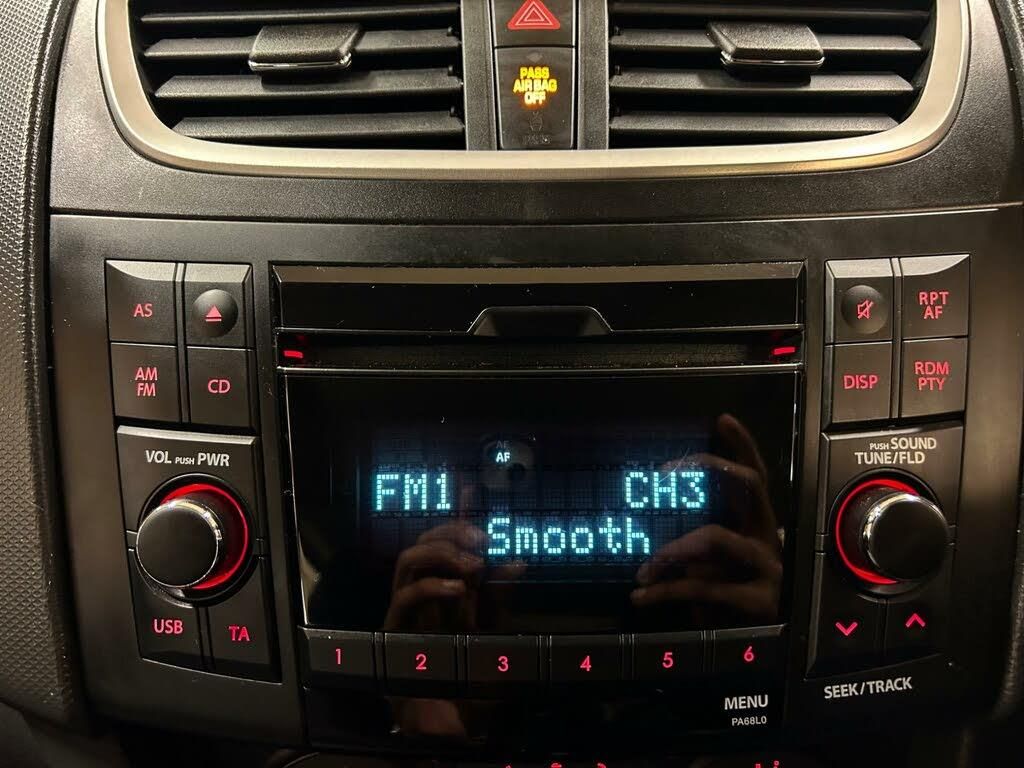 PASS
AIR BAG
OFF
AS
RPT
AF
AM
FM
CD
DISP
RDM
PTY
VOL PUSH PWR
PUSH SOUND
TUNE/FLD
AF
FM1
CH3
Smooth
USB
TA
1
2
3
4
5
6
MENU
PA68L0
SEEK/TRACK